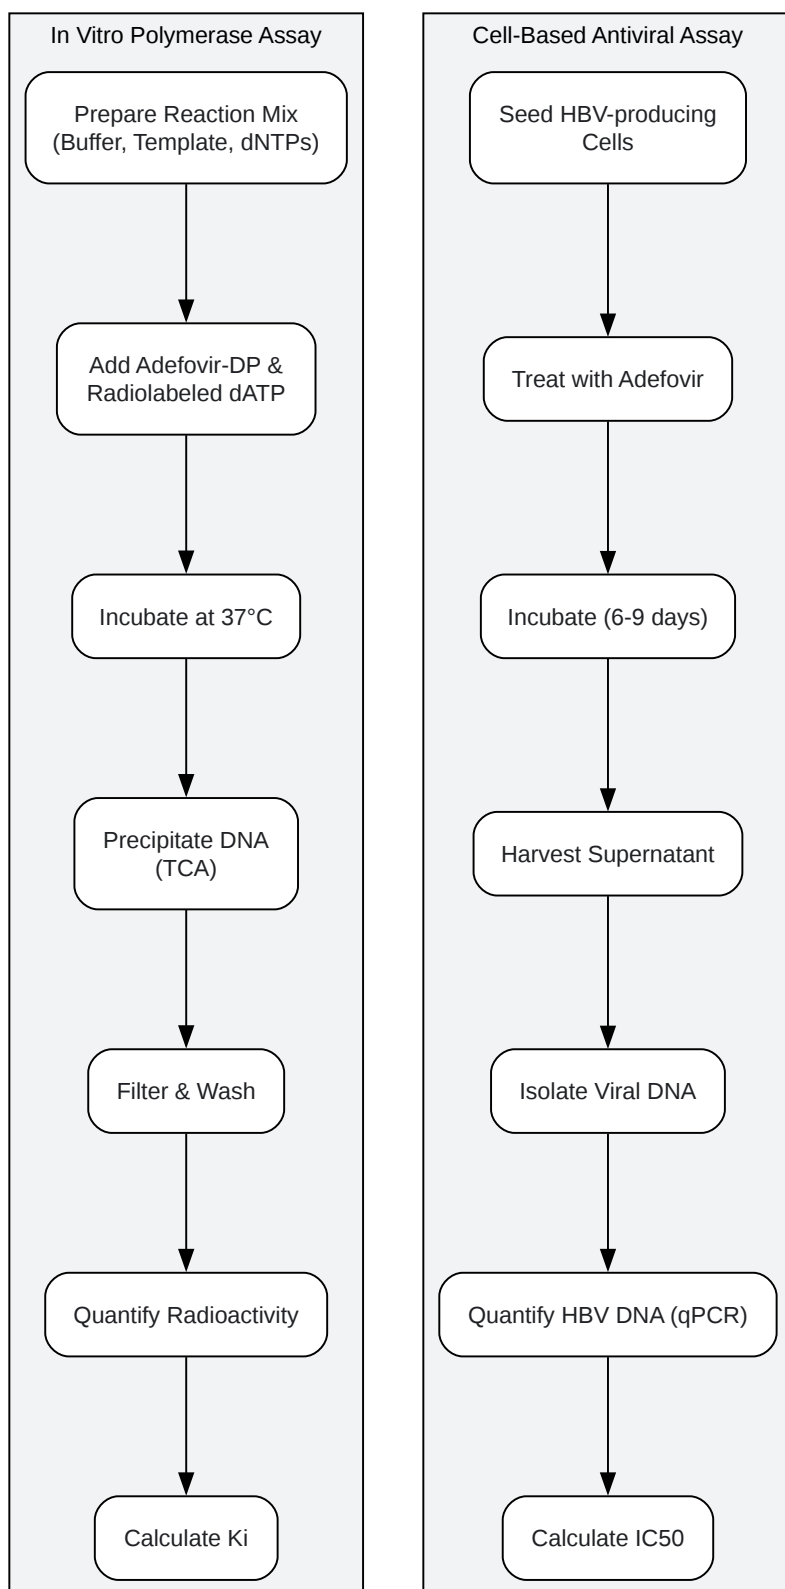 In Vitro Polymerase Assay
Prepare Reaction Mix
(Buffer, Template, dNTPs)
Add Adefovir-DP &
Radiolabeled dATP
Incubate at 37°C
Precipitate DNA
(TCA)
Filter & Wash
Quantify Radioactivity
Calculate Ki
Cell-Based Antiviral Assay
Seed HBV-producing
Cells
Treat with Adefovir
Incubate (6-9 days)
Harvest Supernatant
Isolate Viral DNA
Quantify HBV DNA (qPCR)
Calculate IC50